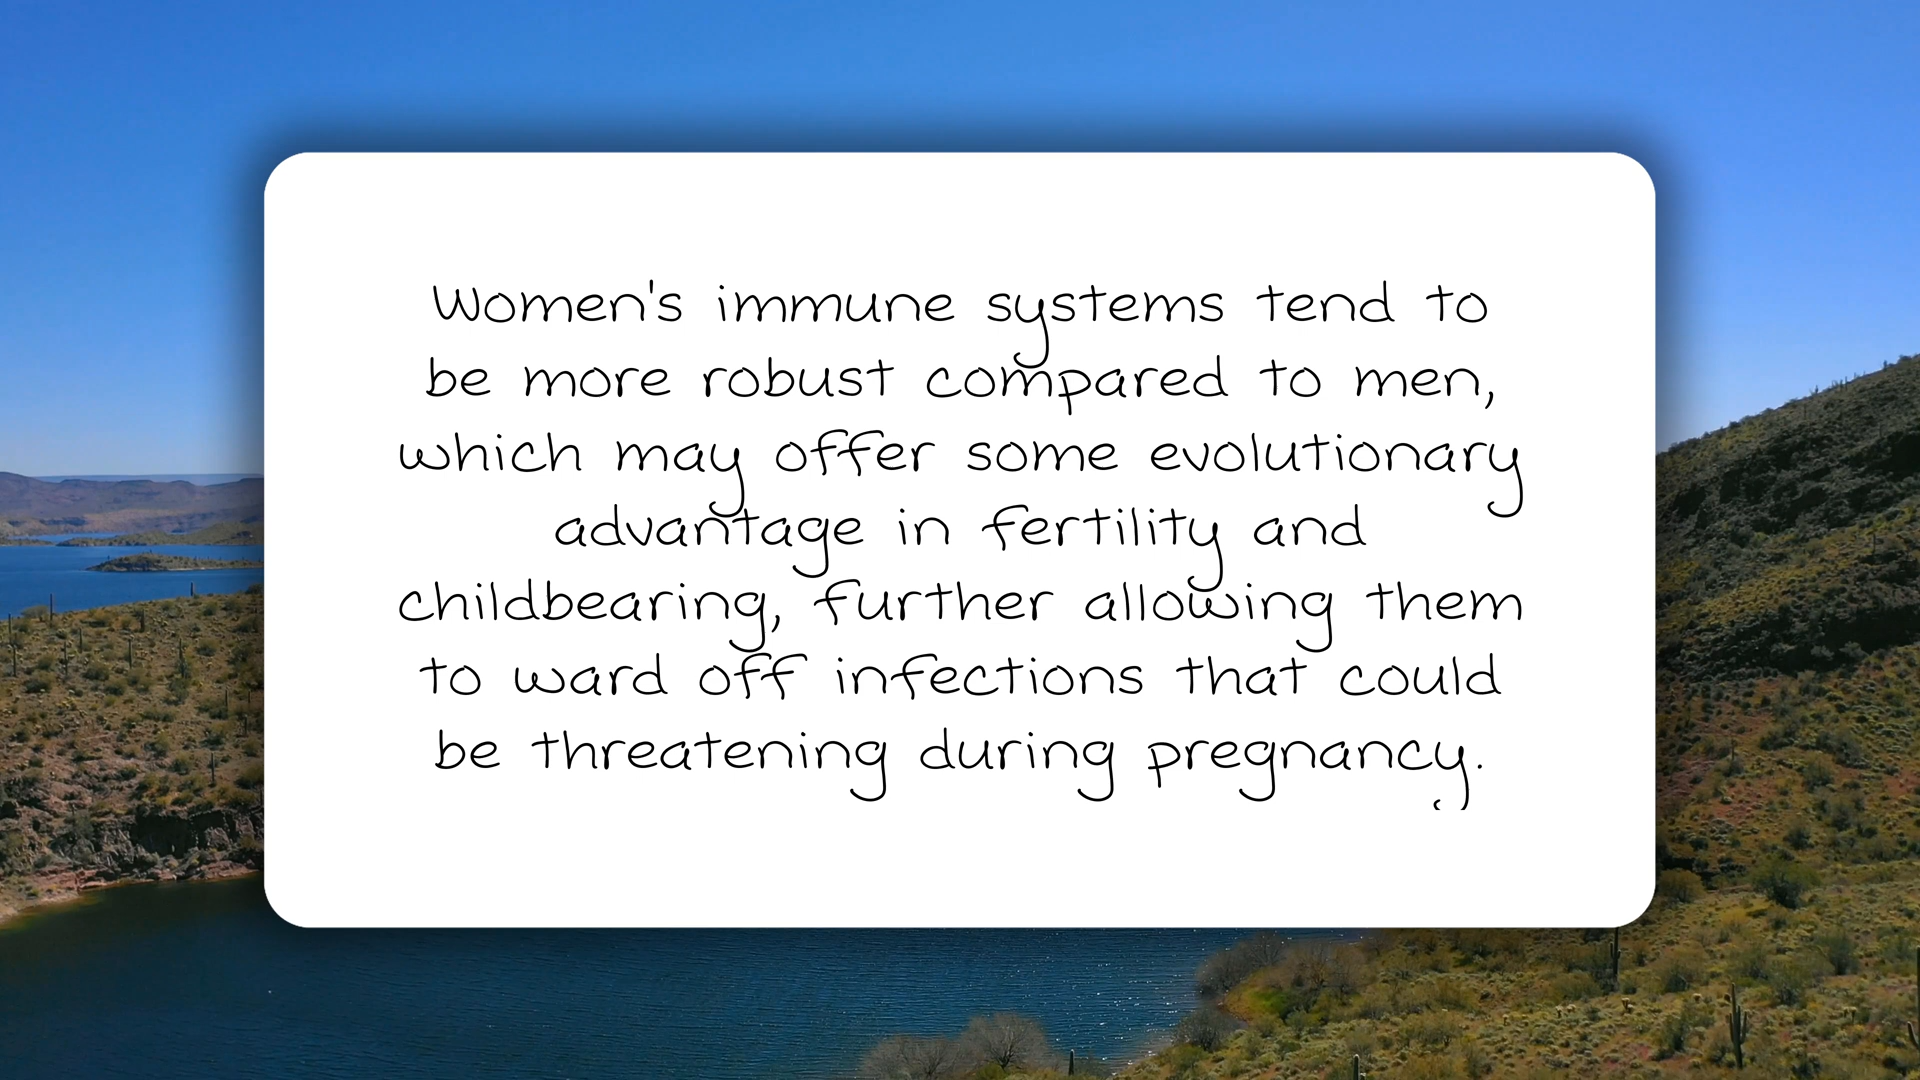 Women's immune systems tend to
be more robust compared to men,
which may offer some evolutionary
advantage in fertility and
childbearing, further allowing them
to ward off infections that could
be threatening during pregnancy.